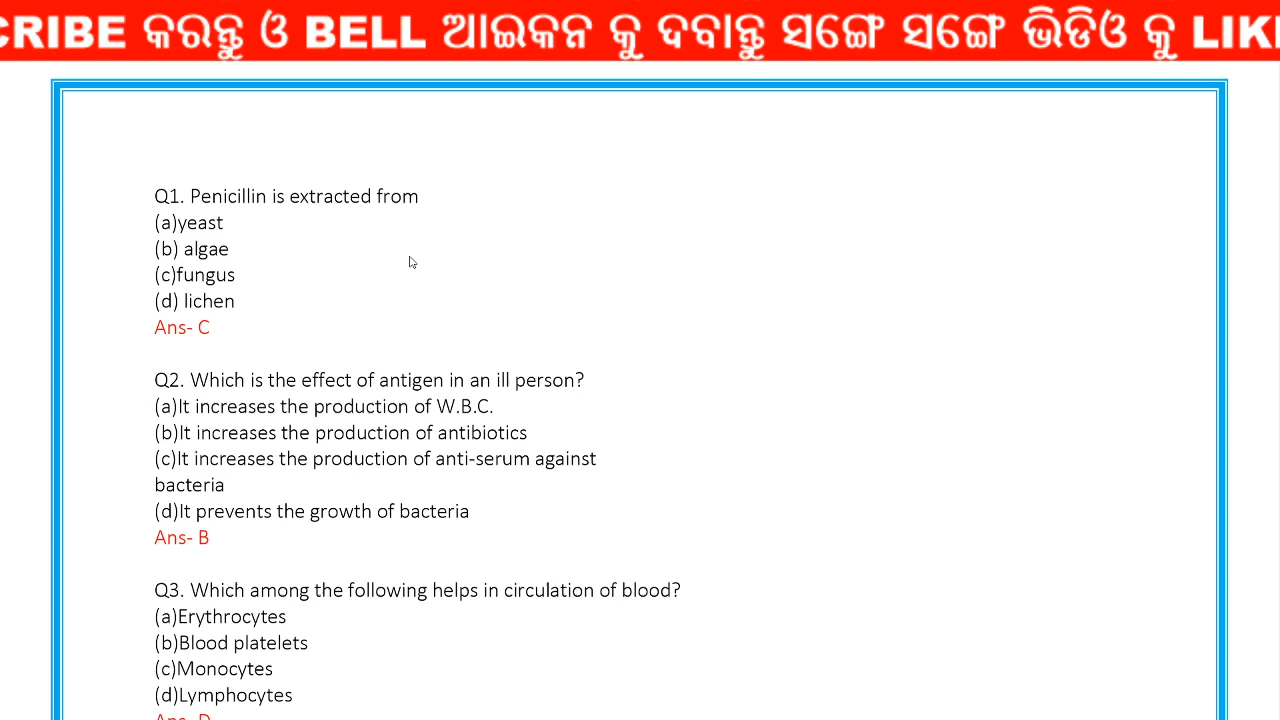 CRIBE କରନ୍ତୁ ଓ BELL ଆଇକନ କୁ ଦବାନ୍ତୁ ସଙ୍ଗେ ସଙ୍ଗେ ଭିଡିଓ କୁ LIK
Q1. Penicillin is extracted from
(a)yeast
(b) algae
(c)fungus
(d) lichen
Ans- C
Q2. Which is the effect of antigen in an ill person?
(a)It increases the production of W.B.C.
(b)It increases the production of antibiotics
(c)It increases the production of anti-serum against
bacteria
(d)It prevents the growth of bacteria
Ans- B
Q3. Which among the following helps in circulation of blood?
(a)Erythrocytes
(b)Blood platelets
(c)Monocytes
(d)Lymphocytes
Ans- D